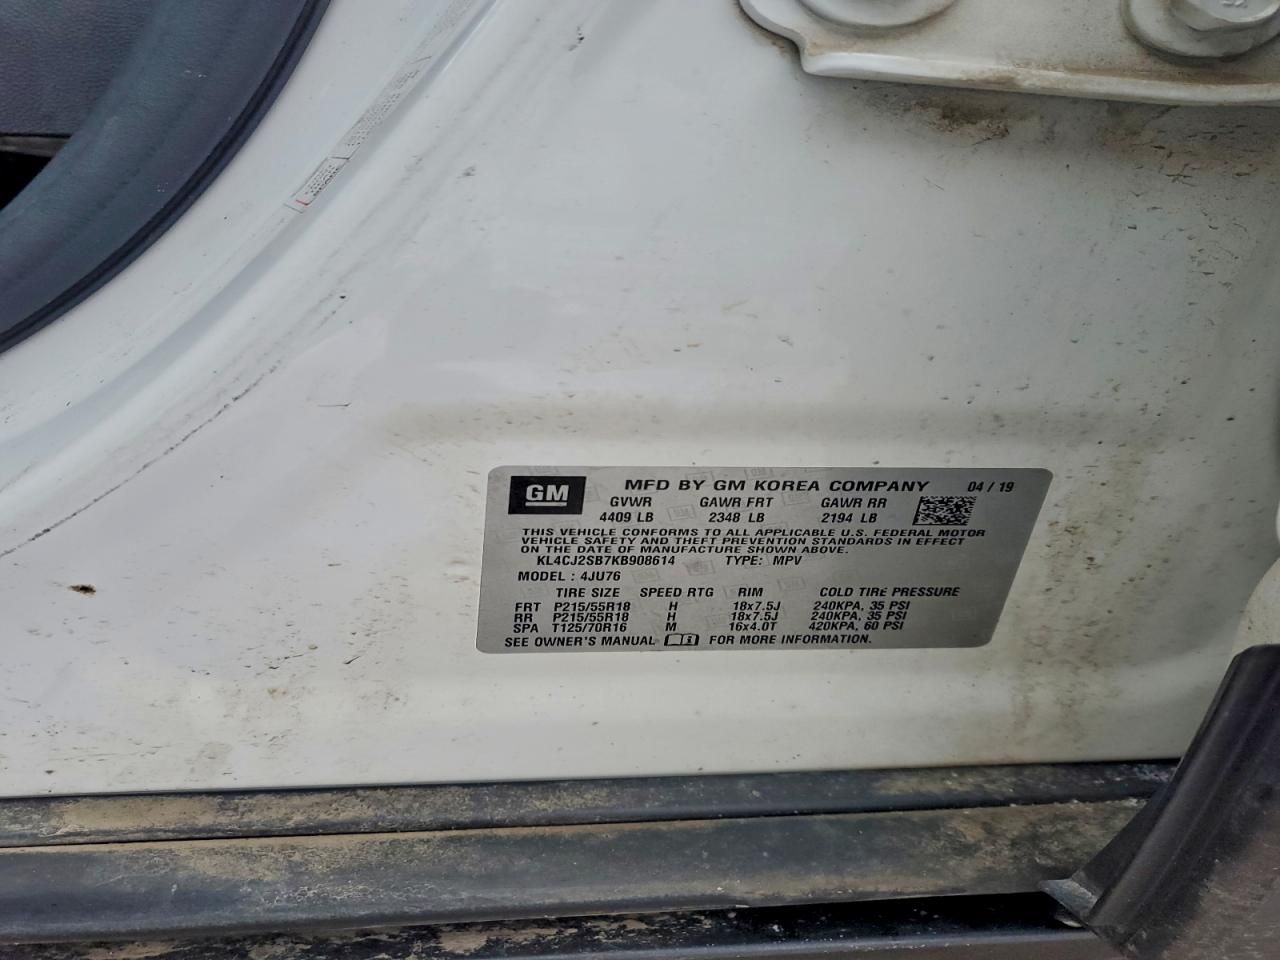 GM MFD BY GM KOREA COMPANY 04 / 19
GVWR GAWR FRT GAWR RR
4409 LB 2348 LB 2194 LB
THIS VEHICLE CONFORMS TO ALL APPLICABLE U.S. FEDERAL MOTOR
VEHICLE SAFETY AND THEFT PREVENTION STANDARDS IN EFFECT
ON THE DATE OF MANUFACTURE SHOWN ABOVE.
KL4CJ2SB7KB908614 TYPE: MPV
MODEL : 4JU76
TIRE SIZE SPEED RTG RIM COLD TIRE PRESSURE
FRT P215/55R18 H 18x7.5J 240KPA, 35 PSI
RR P215/55R18 H 18x7.5J 240KPA, 35 PSI
SPA T125/70R16 M 16x4.0T 420KPA, 60 PSI
SEE OWNER'S MANUAL FOR MORE INFORMATION.